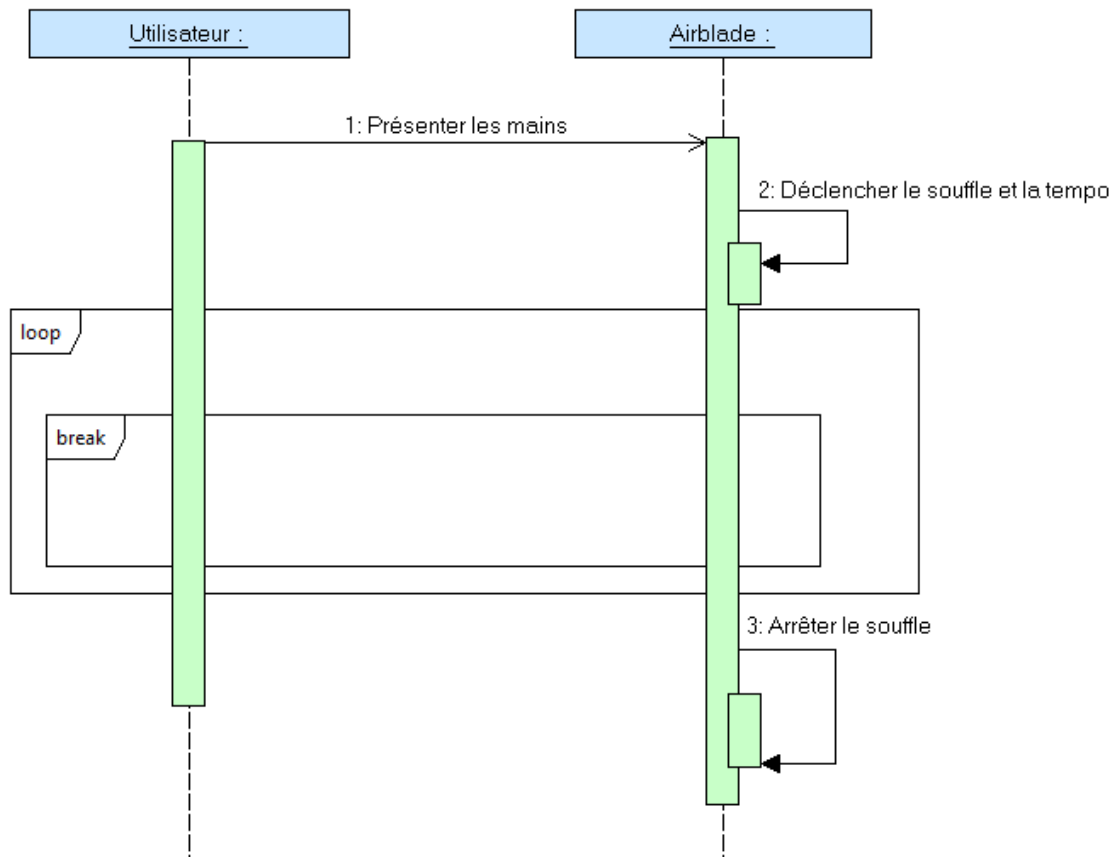 Utilisateur :
Airblade :
1: Présenter les mains
2: Déclencher le souffle et la tempo
loop
break
3: Arrêter le souffle